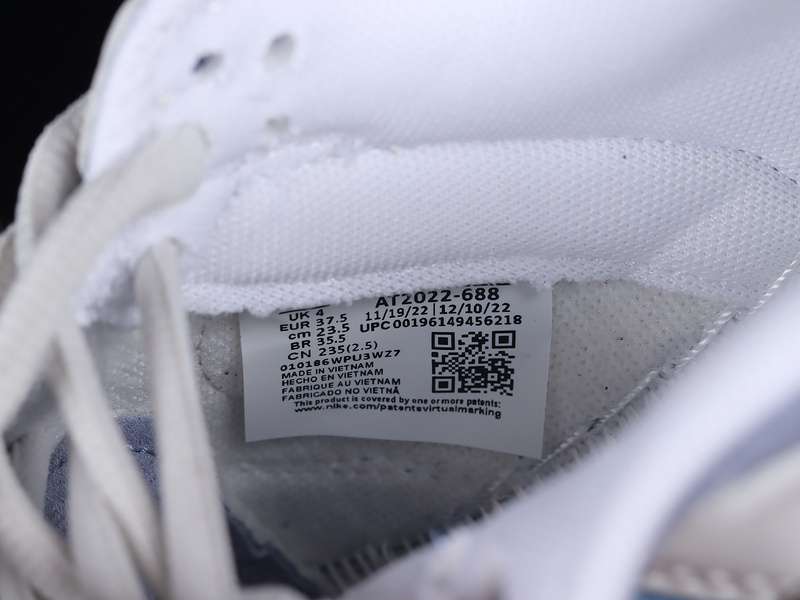 AT2022-688
UK 4
11/19/22 | 12/10/22
EUR 37.5
UPC 00196149456218
cm 23.5
BR 35.5
CN 235(2.5)
010186WPU3WZ7
MADE IN VIETNAM
HECHO EN VIETNAM
FABRIQUE AU VIETNAM
FABRICADO NO VIETNÃ
This product is covered by one or more patents:
www.nike.com/patentsvirtualmarking